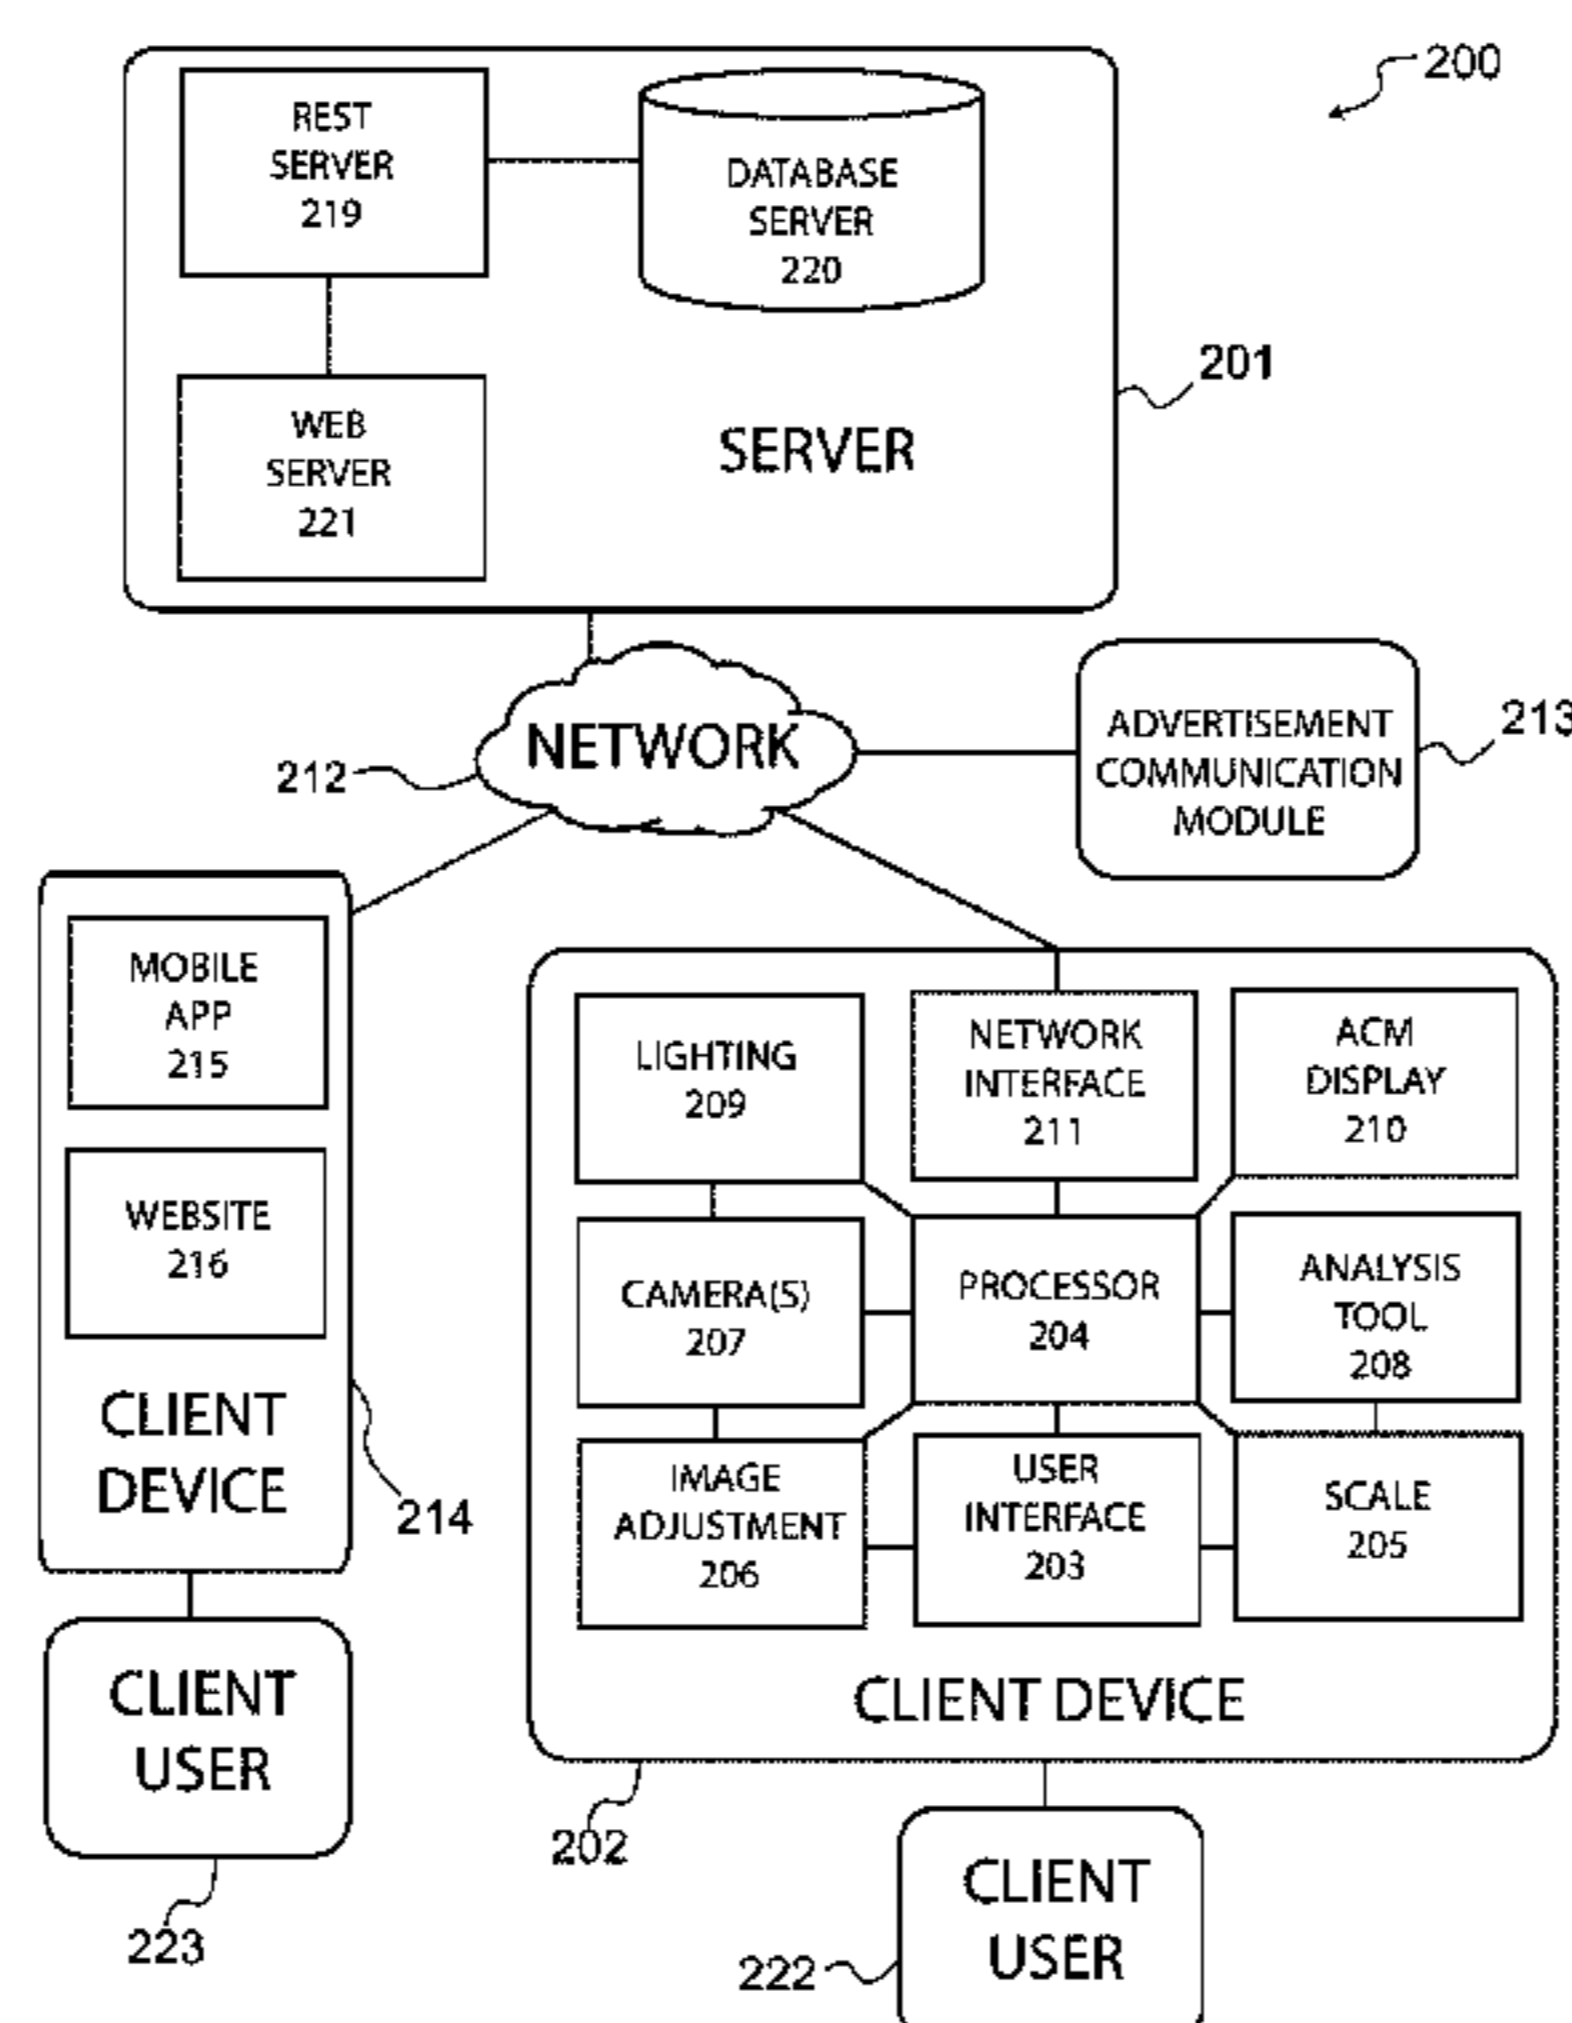 200
REST
SERVER
219
DATABASE
SERVER
220
201
WEB
SERVER
221
SERVER
NETWORK
212
ADVERTISEMENT
COMMUNICATION
MODULE
213
MOBILE
APP
215
WEBSITE
216
CLIENT
DEVICE
214
LIGHTING
209
NETWORK
INTERFACE
211
ACM
DISPLAY
210
CAMERA(S)
207
PROCESSOR
204
ANALYSIS
TOOL
208
IMAGE
ADJUSTMENT
206
USER
INTERFACE
203
SCALE
205
CLIENT DEVICE
202
CLIENT
USER
223
CLIENT
USER
222